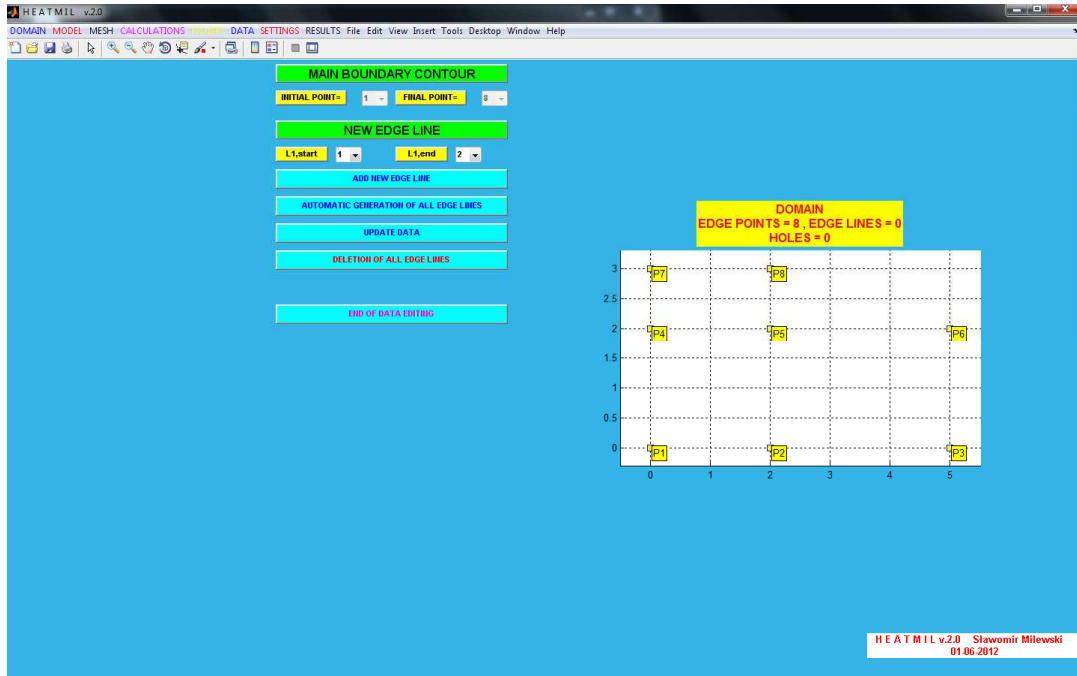 HEATMIL v.2.0
DOMAIN MODEL MESH CALCULATIONS DATA SETTINGS RESULTS File Edit View Insert Tools Desktop Window Help
MAIN BOUNDARY CONTOUR
INITIAL POINT= 1 FINAL POINT= 8
NEW EDGE LINE
L1,start 1 L1,end 2
ADD NEW EDGE LINE
AUTOMATIC GENERATION OF ALL EDGE LINES
UPDATE DATA
DELETION OF ALL EDGE LINES
END OF DATA EDITING
DOMAIN
EDGE POINTS = 8 , EDGE LINES = 0
HOLES = 0
3
P7 P8
2.5
2
P4 P5 P6
1.5
1
0.5
0
P1 P2 P3
0 1 2 3 4 5
H E A T M I L v.2.0 Sławomir Milewski
01-06-2012